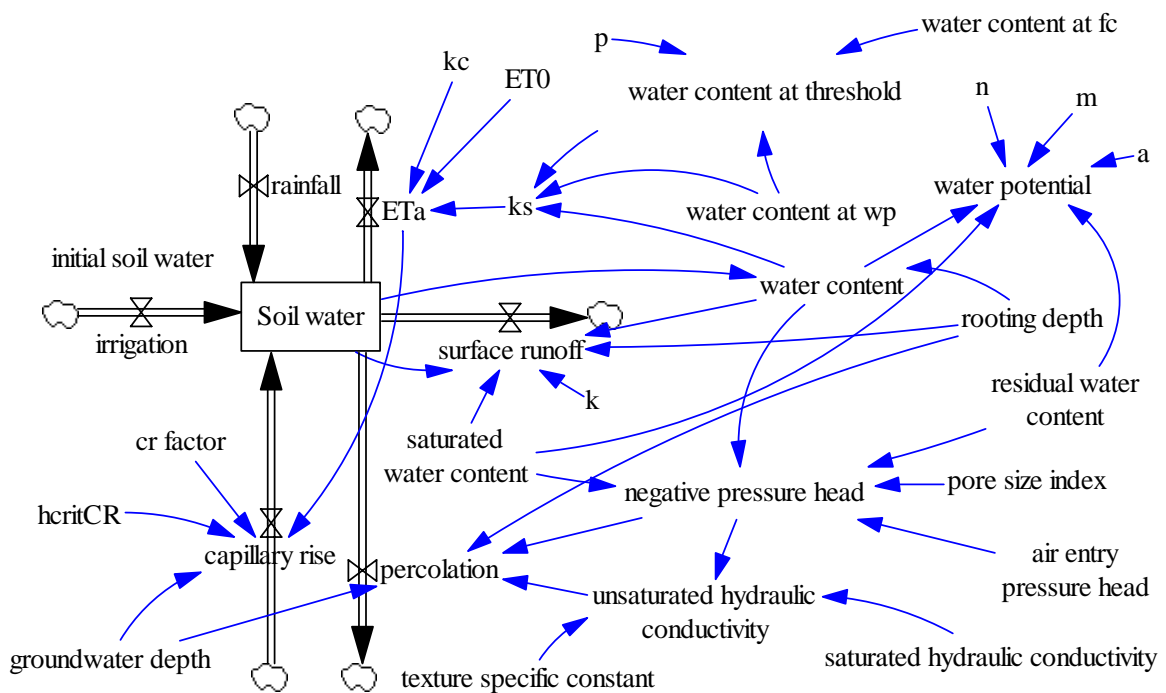 p
water content at fc
kc
ET0
water content at threshold
n
m
a
rainfall
ETa
ks
water content at wp
water potential
initial soil water
water content
Soil water
rooting depth
irrigation
surface runoff
residual water
content
k
cr factor
saturated
water content
negative pressure head
pore size index
hcritCR
capillary rise
percolation
air entry
pressure head
unsaturated hydraulic
conductivity
groundwater depth
texture specific constant
saturated hydraulic conductivity